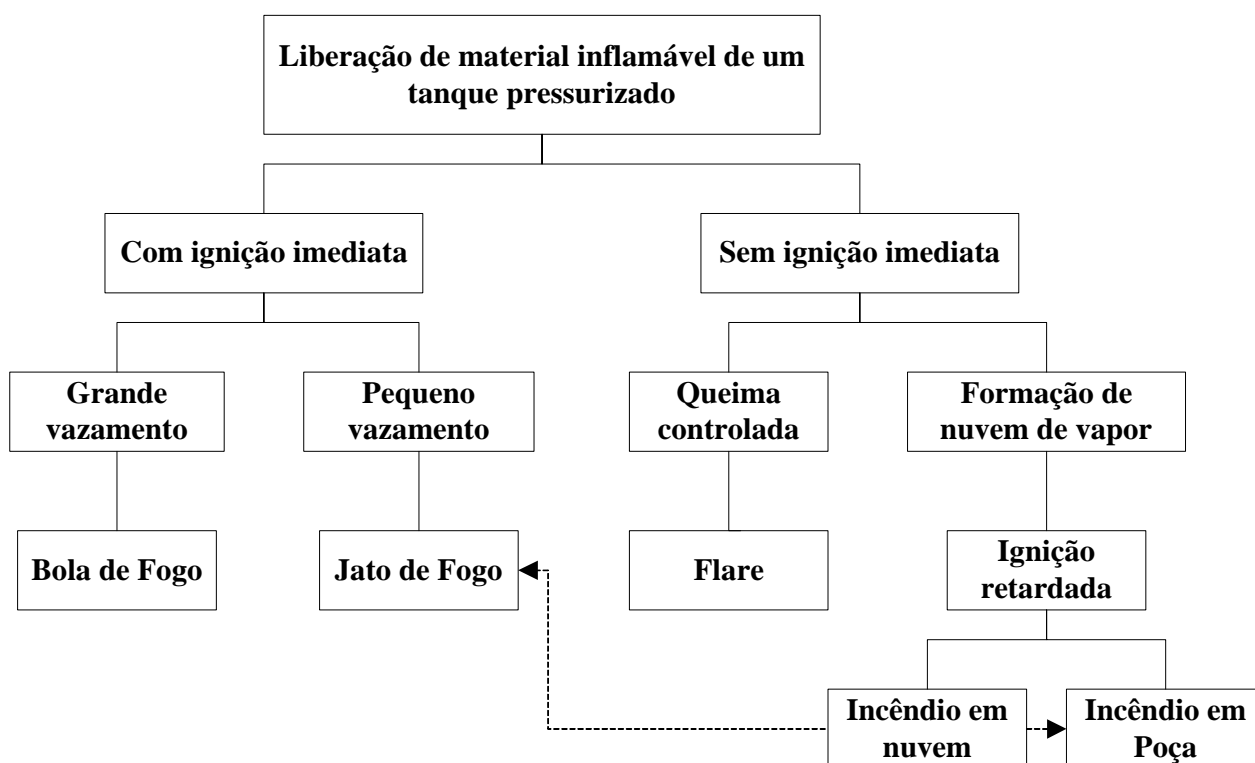 Liberação de material inflamável de um
tanque pressurizado
Com ignição imediata
Sem ignição imediata
Grande
vazamento
Pequeno
vazamento
Queima
controlada
Formação de
nuvem de vapor
Bola de Fogo
Jato de Fogo
Flare
Ignição
retardada
Incêndio em
nuvem
Incêndio em
Poça